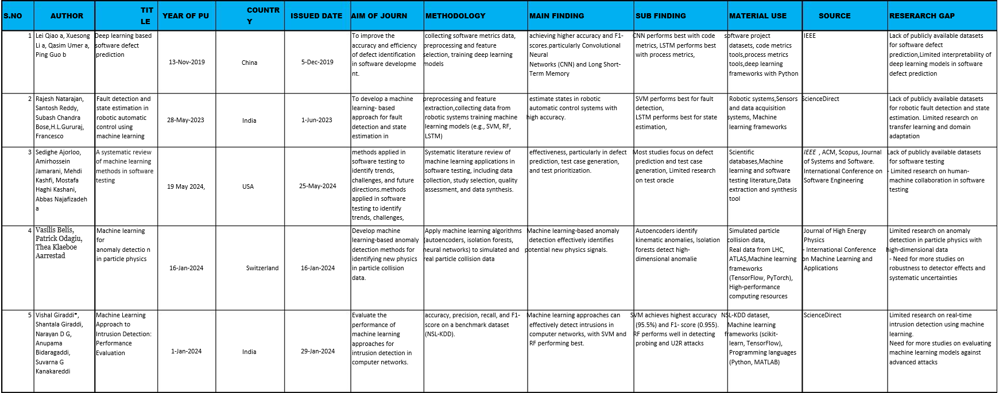 S.NO
AUTHOR
TIT
LE
YEAR OF PU
COUNTR
Y
ISSUED DATE
AIM OF JOURN
METHODOLOGY
MAIN FINDING
SUB FINDING
MATERIAL USE
SOURCE
RESERARCH GAP
1
Lei Qiao a, Xuesong
Li a, Qasim Umer a,
Ping Guo b
Deep learning based
software defect
prediction
13-Nov-2019
China
5-Dec-2019
To improve the
accuracy and efficiency
of defect identification
in software developme
nt.
collecting software metrics data,
preprocessing and feature
selection, training deep learning
models
achieving higher accuracy and F1-
scores.particularly Convolutional
Neural
Networks (CNN) and Long Short-
Term Memory
CNN performs best with code
metrics, LSTM performs best
with process metrics,
software project
datasets, code metrics
tools,process metrics
tools,deep learning
frameworks with Python
IEEE
Lack of publicly available datasets
for software defect
prediction,Limited interpretability of
deep learning models in software
defect prediction
2
Rajesh Natarajan,
Santosh Reddy,
Subash Chandra
Bose,H.L.Gururaj,
Francesco
Fault detection and
state estimation in
robotic automatic
control using
machine learning
28-May-2023
India
1-Jun-2023
To develop a machine
learning- based
approach for fault
detection and state
estimation in
preprocessing and feature
extraction,collecting data from
robotic systems training machine
learning models (e.g., SVM, RF,
LSTM)
estimate states in robotic
automatic control systems with
high accuracy.
SVM performs best for fault
detection,
LSTM performs best for state
estimation,
Robotic systems,Sensors
and data acquisition
systems, Machine
learning frameworks
ScienceDirect
Lack of publicly available datasets
for robotic fault detection and state
estimation. Limited research on
transfer learning and domain
adaptation
3
Sedighe Ajorloo,
Amirhossein
Jamarani, Mehdi
Kashfi, Mostafa
Haghi Kashani,
Abbas Najafizadeh
a
A systematic review
of machine learning
methods in software
testing
19 May 2024,
USA
25-May-2024
methods applied in
software testing to
identify trends,
challenges, and future
directions.methods
applied in software
testing to identify
trends, challenges,
Systematic literature review of
machine learning applications in
software testing, including data
collection, study selection, quality
assessment, and data synthesis.
effectiveness, particularly in defect
prediction, test case generation,
and test prioritization.
Most studies focus on defect
prediction and test case
generation, Limited research
on test oracle
Scientific
databases,Machine
learning and software
testing literature,Data
extraction and synthesis
tool
IEEE , ACM, Scopus, Journal
of Systems and Software.
International Conference on
Software Engineering
Lack of publicly available datasets
for software testing
- Limited research on human-
machine collaboration in software
testing
4
Vasilis Belis,
Patrick Odagiu,
Thea Klaeboe
Aarrestad
Machine learning
for
anomaly detectio n
in particle physics
16-Jan-2024
Switzerland
16-Jan-2024
Develop machine
learning-based anomaly
detection methods for
identifying new physics
in particle collision
data.
Apply machine learning algorithms
(autoencoders, isolation forests,
neural networks) to simulated and
real particle collision data
Machine learning-based anomaly
detection effectively identifies
potential new physics signals.
Autoencoders identify
kinematic anomalies, Isolation
forests detect high-
dimensional anomalie
Simulated particle
collision data,
Real data from LHC,
ATLAS,Machine learning
frameworks
(TensorFlow, PyTorch),
High-performance
computing resources
Journal of High Energy
Physics
- International Conference
on Machine Learning and
Applications
Limited research on anomaly
detection in particle physics with
high-dimensional data
- Need for more studies on
robustness to detector effects and
systematic uncertainties
5
Vishal Giraddi*,
Shantala Giraddi,
Narayan D G,
Anupama
Bidaragaddi,
Suvarna G
Kanakareddi
Machine Learning
Approach to
Intrusion Detection:
Performance
Evaluation
1-Jan-2024
India
29-Jan-2024
Evaluate the
performance of
machine learning
approaches for
intrusion detection in
computer networks.
accuracy, precision, recall, and F1-
score on a benchmark dataset
(NSL-KDD).
Machine learning approaches can
effectively detect intrusions in
computer networks, with SVM and
RF performing best.
SVM achieves highest accuracy
(95.5%) and F1- score (0.955).
RF performs well in detecting
probing and U2R attacks
NSL-KDD dataset,
Machine learning
frameworks (scikit-
learn, TensorFlow),
Programming languages
(Python, MATLAB)
ScienceDirect
Limited research on real-time
intrusion detection using machine
learning.
Need for more studies on evaluating
machine learning models against
advanced attacks